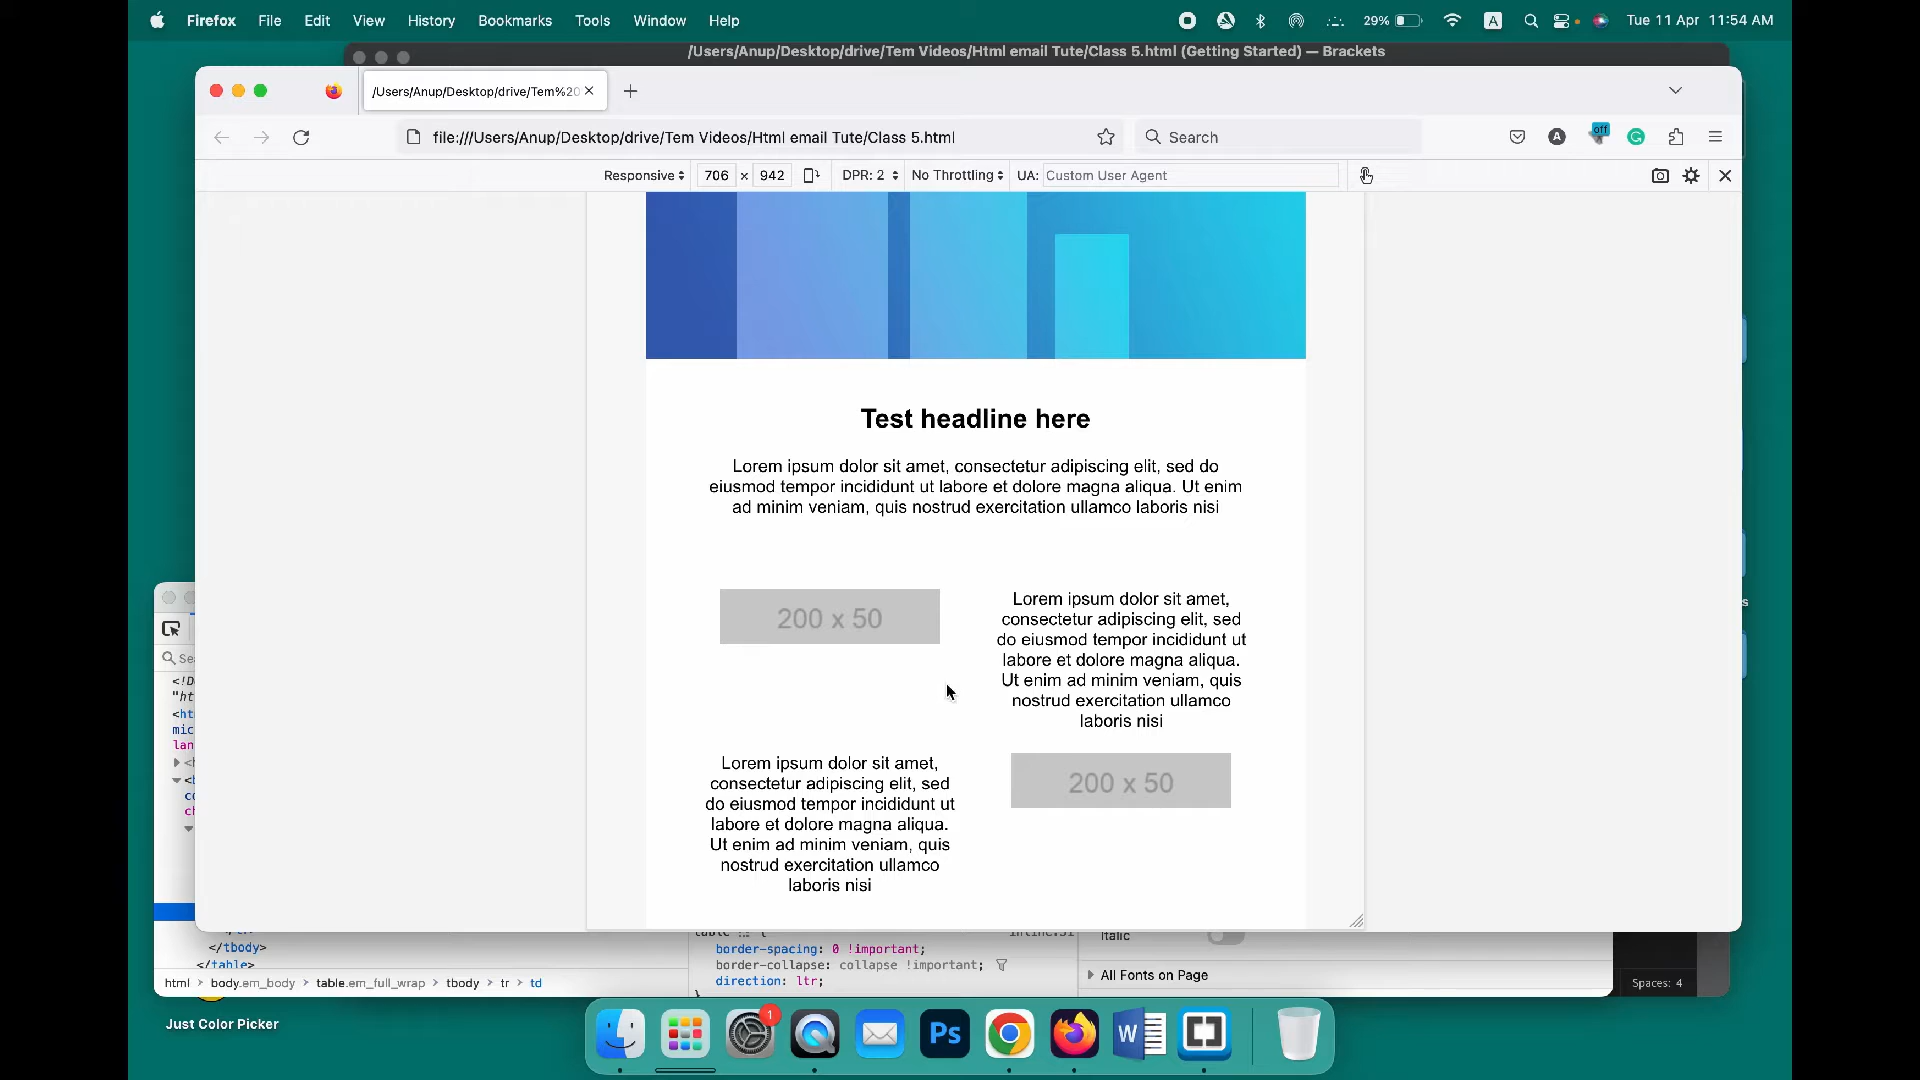 Firefox File Edit View History Bookmarks Tools Window Help 29% A Tue 11 Apr 11:54 AM
/Users/Anup/Desktop/drive/Tem Videos/Html email Tute/Class 5.html (Getting Started) — Brackets
/Users/Anup/Desktop/drive/Tem%20
file:///Users/Anup/Desktop/drive/Tem Videos/Html email Tute/Class 5.html
Search
A off
Responsive 706 x 942 DPR: 2 No Throttling UA: Custom User Agent
Test headline here
Lorem ipsum dolor sit amet, consectetur adipiscing elit, sed do
eiusmod tempor incididunt ut labore et dolore magna aliqua. Ut enim
ad minim veniam, quis nostrud exercitation ullamco laboris nisi
200 x 50
Lorem ipsum dolor sit amet,
consectetur adipiscing elit, sed
do eiusmod tempor incididunt ut
labore et dolore magna aliqua.
Ut enim ad minim veniam, quis
nostrud exercitation ullamco
laboris nisi
Lorem ipsum dolor sit amet,
consectetur adipiscing elit, sed
do eiusmod tempor incididunt ut
labore et dolore magna aliqua.
Ut enim ad minim veniam, quis
nostrud exercitation ullamco
laboris nisi
200 x 50
</tbody>
</table>
html body.em_body table.em_full_wrap tbody tr td
border-spacing: 0 !important;
border-collapse: collapse !important;
direction: ltr;
Italic
All Fonts on Page
Spaces: 4
Just Color Picker
1
Ps
W